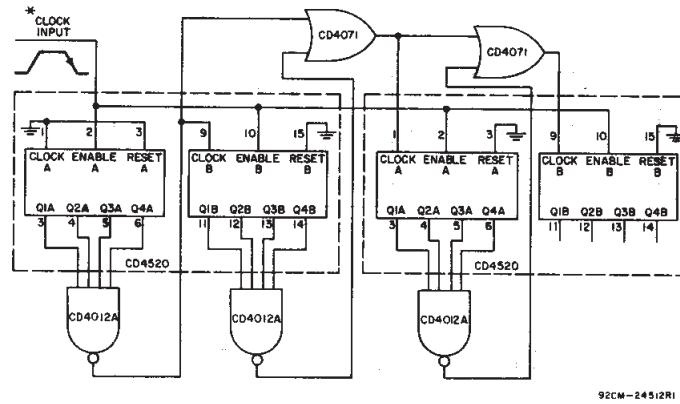 *
CLOCK
INPUT
CD4071
CD4071
1 2 3 9 10 15 1 2 3 9 10 15
CLOCK ENABLE RESET
A A A
Q1A Q2A Q3A Q4A
3 4 5 6
CLOCK ENABLE RESET
B B B
Q1B Q2B Q3B Q4B
11 12 13 14
CLOCK ENABLE RESET
A A A
Q1A Q2A Q3A Q4A
3 4 5 6
CLOCK ENABLE RESET
B B B
Q1B Q2B Q3B Q4B
11 12 13 14
CD4520
CD4520
CD4012A
CD4012A
CD4012A
92CM-24512R1